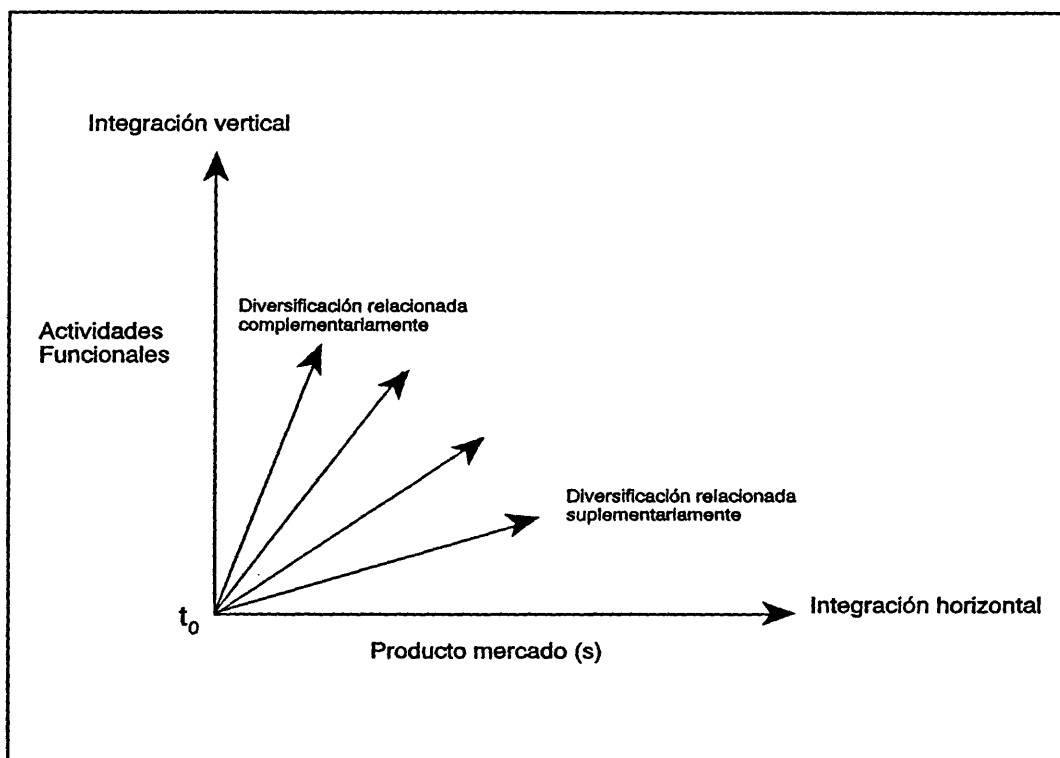 Integración vertical
Diversificación relacionada
complementariamente
Actividades
Funcionales
Diversificación relacionada
suplementariamente
t₀
Integración horizontal
Producto mercado (s)